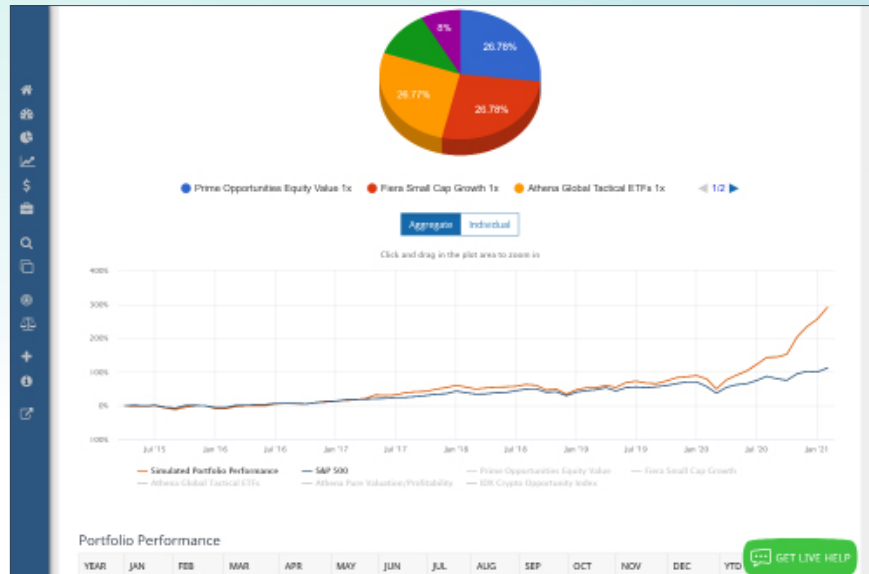 8%
26.78%
26.77%
26.78%
Prime Opportunities Equity Value 1x Fiera Small Cap Growth 1x Athena Global Tactical ETFs 1x 1/2
Aggregate Individual
Click and drag in the plot area to zoom in
400%
300%
200%
100%
0%
100%
Jul '15 Jan '16 Jul '16 Jan '17 Jul '17 Jan '18 Jul '18 Jan '19 Jul '19 Jan '20 Jul '20 Jan '21
Simulated Portfolio Performance S&P 500 Prime Opportunities Equity Value Fiera Small Cap Growth
Athena Global Tactical ETFs Athena Pure Valuation/Profitability IDX Crypto Opportunity Index
Portfolio Performance
YEAR JAN FEB MAR APR MAY JUN JUL AUG SEP OCT NOV DEC YTD
GET LIVE HELP